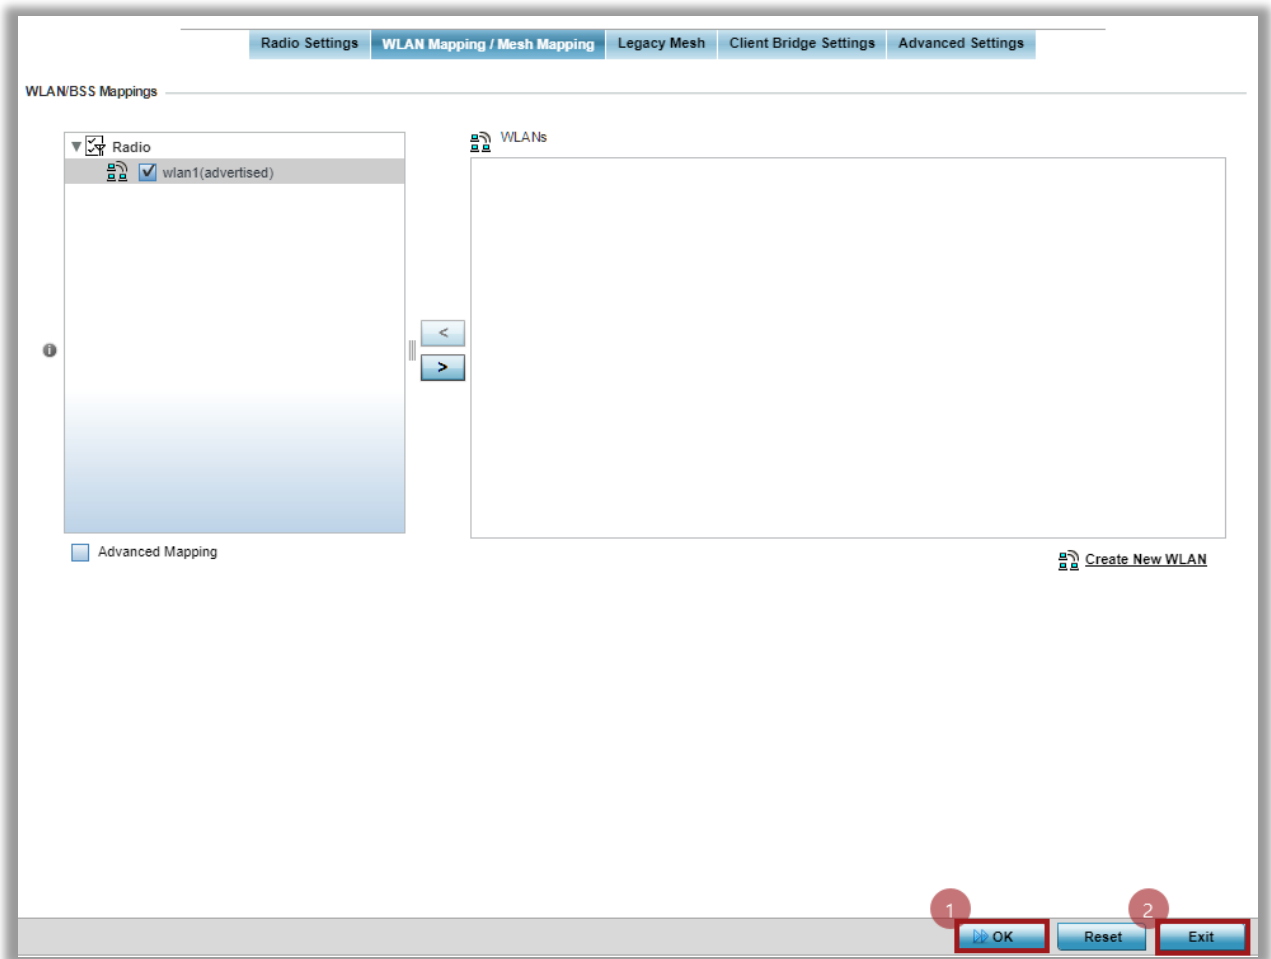 Radio Settings WLAN Mapping / Mesh Mapping Legacy Mesh Client Bridge Settings Advanced Settings
WLAN/BSS Mappings
Radio
wlan1(advertised)
WLANs
<
>
Advanced Mapping
Create New WLAN
1 2
OK Reset Exit